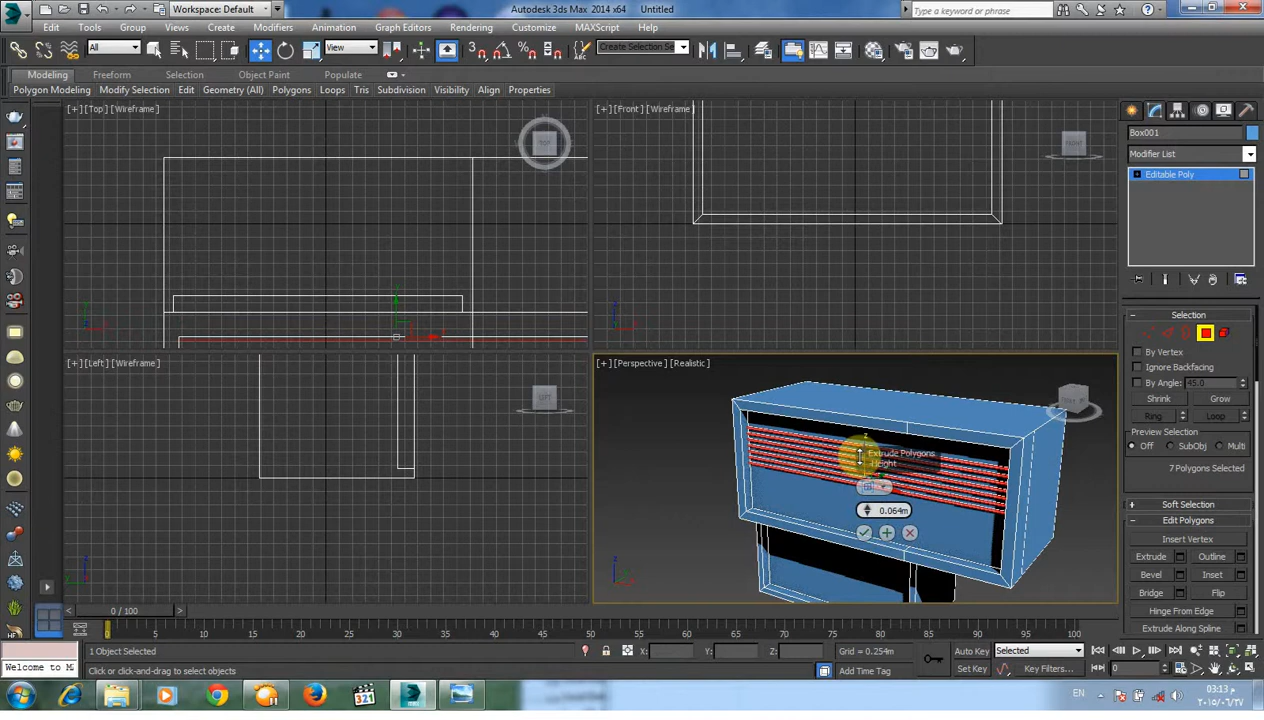 Workspace: Default
Autodesk 3ds Max 2014 x64
Untitled
Type a keyword or phrase
Edit Tools Group Views Create Modifiers Animation Graph Editors Rendering Customize MAXScript Help
All
View
Create Selection Se
Modeling Freeform Selection Object Paint Populate
Polygon Modeling Modify Selection Edit Geometry (All) Polygons Loops Tris Subdivision Visibility Align Properties
[+] [Top] [Wireframe]
TOP
[+] [Front] [Wireframe]
FRONT
[+] [Left] [Wireframe]
LEFT
[+] [Perspective] [Realistic]
Extrude Polygons
Height
0.064m
Box001
Modifier List
Editable Poly
Selection
By Vertex
Ignore Backfacing
By Angle: 45.0
Shrink Grow
Ring Loop
Preview Selection
Off SubObj Multi
7 Polygons Selected
Soft Selection
Edit Polygons
Insert Vertex
Extrude Outline
Bevel Inset
Bridge Flip
Hinge From Edge
Extrude Along Spline
0 / 100
0 5 10 15 20 25 30 35 40 45 50 55 60 65 70 75 80 85 90 95 100
1 Object Selected
X: Y: Z:
Grid = 0.254m
Auto Key Selected
Welcome to M
Click or click-and-drag to select objects
Add Time Tag
Set Key Key Filters... 0
321
EN
03:13 م
٢٠١٥/٠٦/٢٧